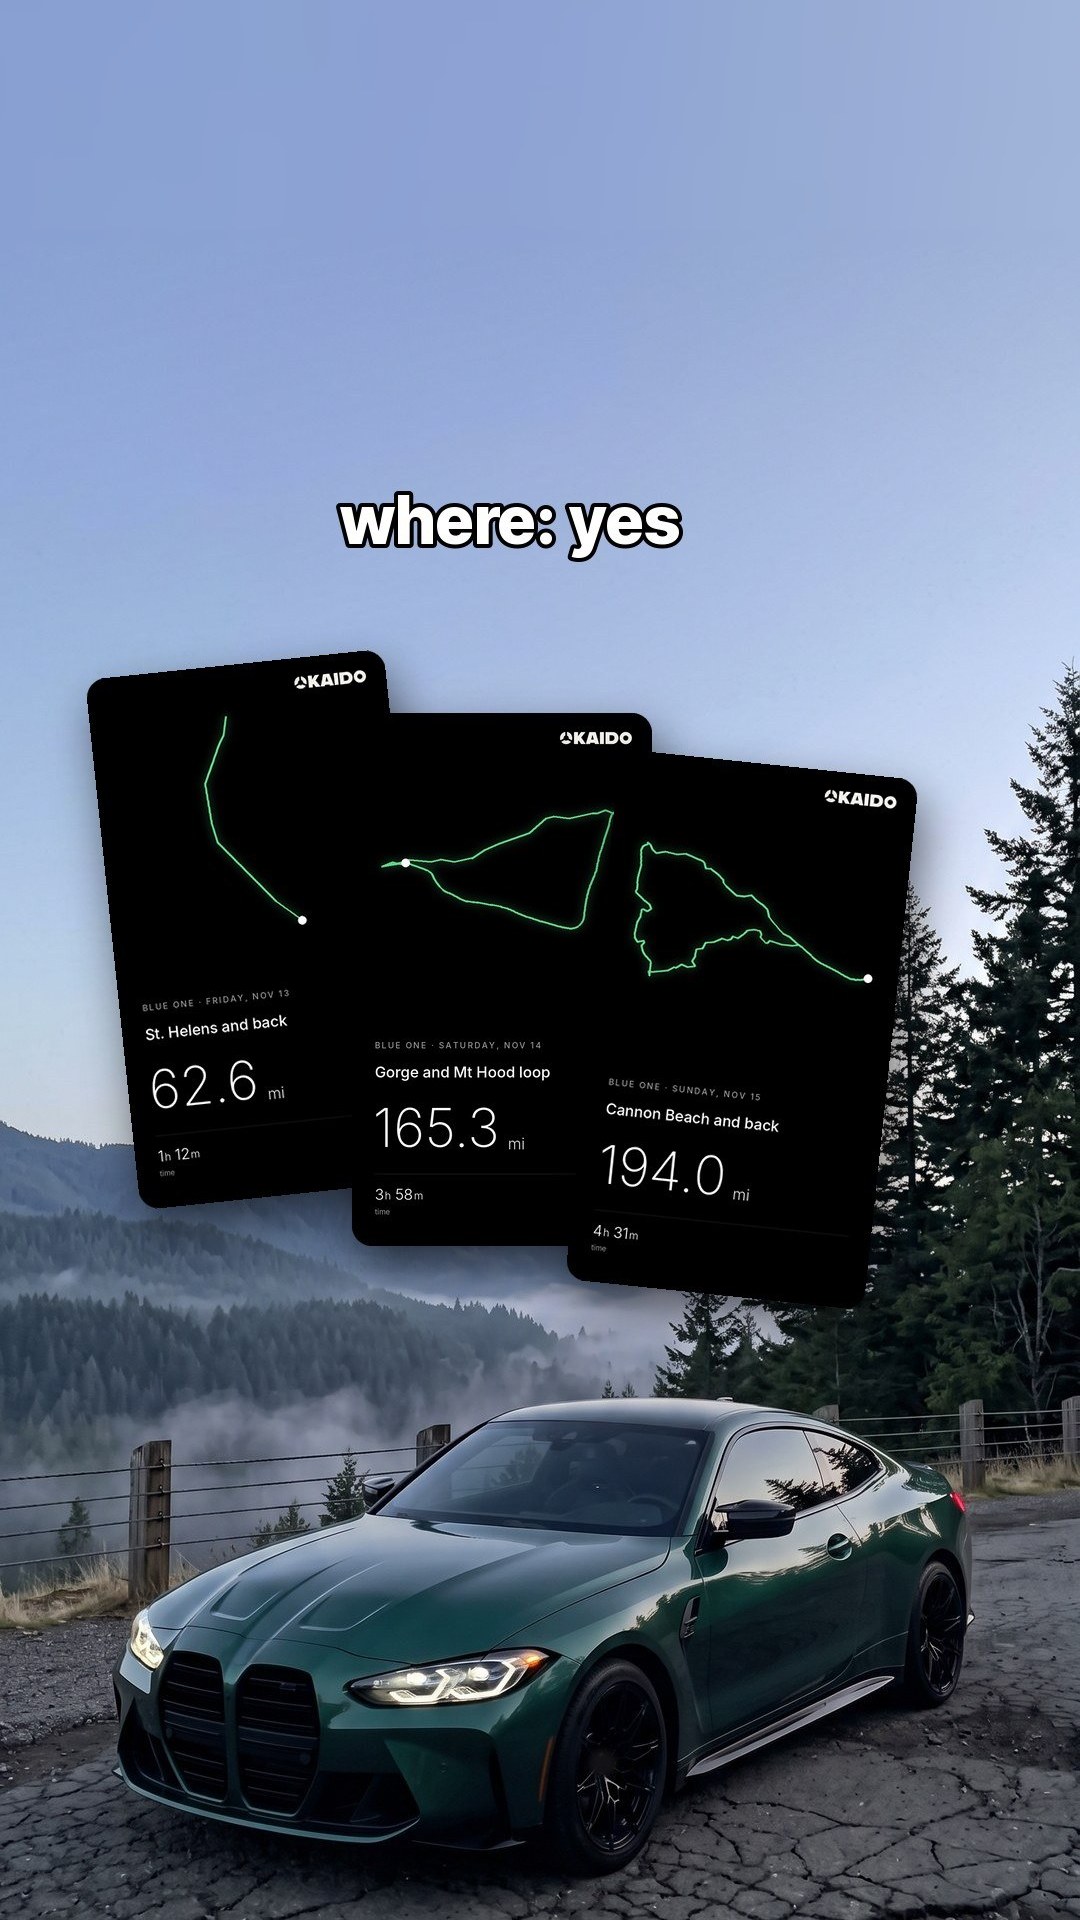 where: yes
KAIDO
BLUE ONE · FRIDAY, NOV 13
St. Helens and back
62.6 mi
1h 12m
time
KAIDO
BLUE ONE · SATURDAY, NOV 14
Gorge and Mt Hood loop
165.3 mi
3h 58m
time
KAIDO
BLUE ONE · SUNDAY, NOV 15
Cannon Beach and back
194.0 mi
4h 31m
time